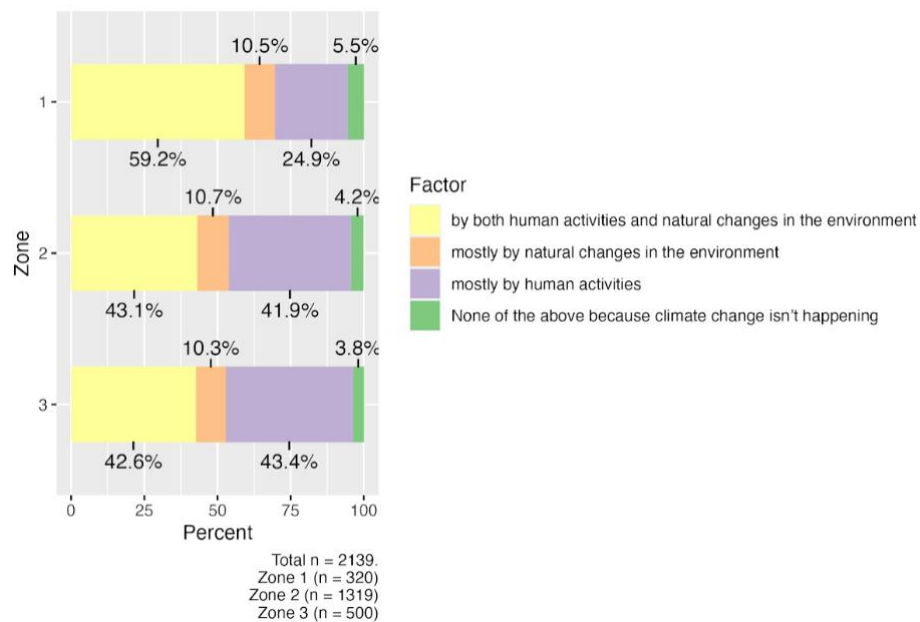 10.5% 5.5%
1
59.2% 24.9%
10.7% 4.2%
2
43.1% 41.9%
10.3% 3.8%
3
42.6% 43.4%
Zone
0 25 50 75 100
Percent
Factor
by both human activities and natural changes in the environment
mostly by natural changes in the environment
mostly by human activities
None of the above because climate change isn't happening
Total n = 2139.
Zone 1 (n = 320)
Zone 2 (n = 1319)
Zone 3 (n = 500)